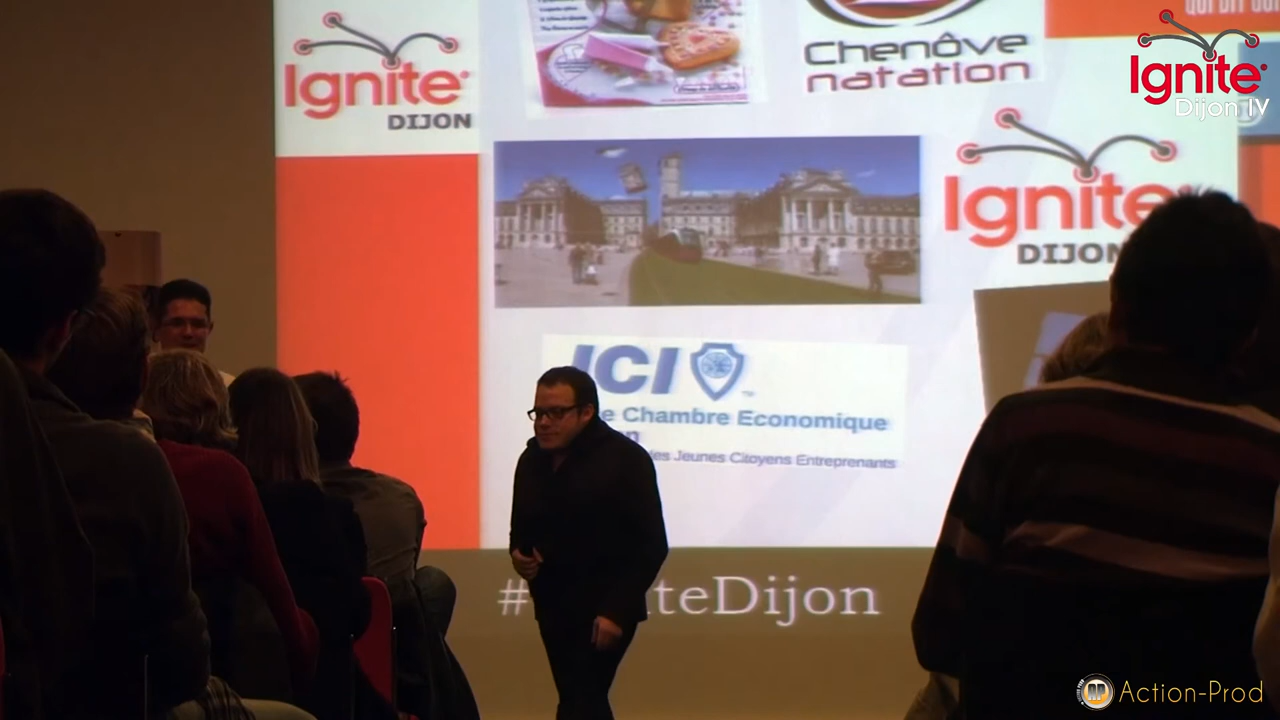 Ignite
DIJON
Chenôve
natation
Ignite
Dijon IV
Ignite
DIJON
JCI
Chambre Economique
Jeunes Citoyens Entreprenants
#
teDijon
Action-Prod